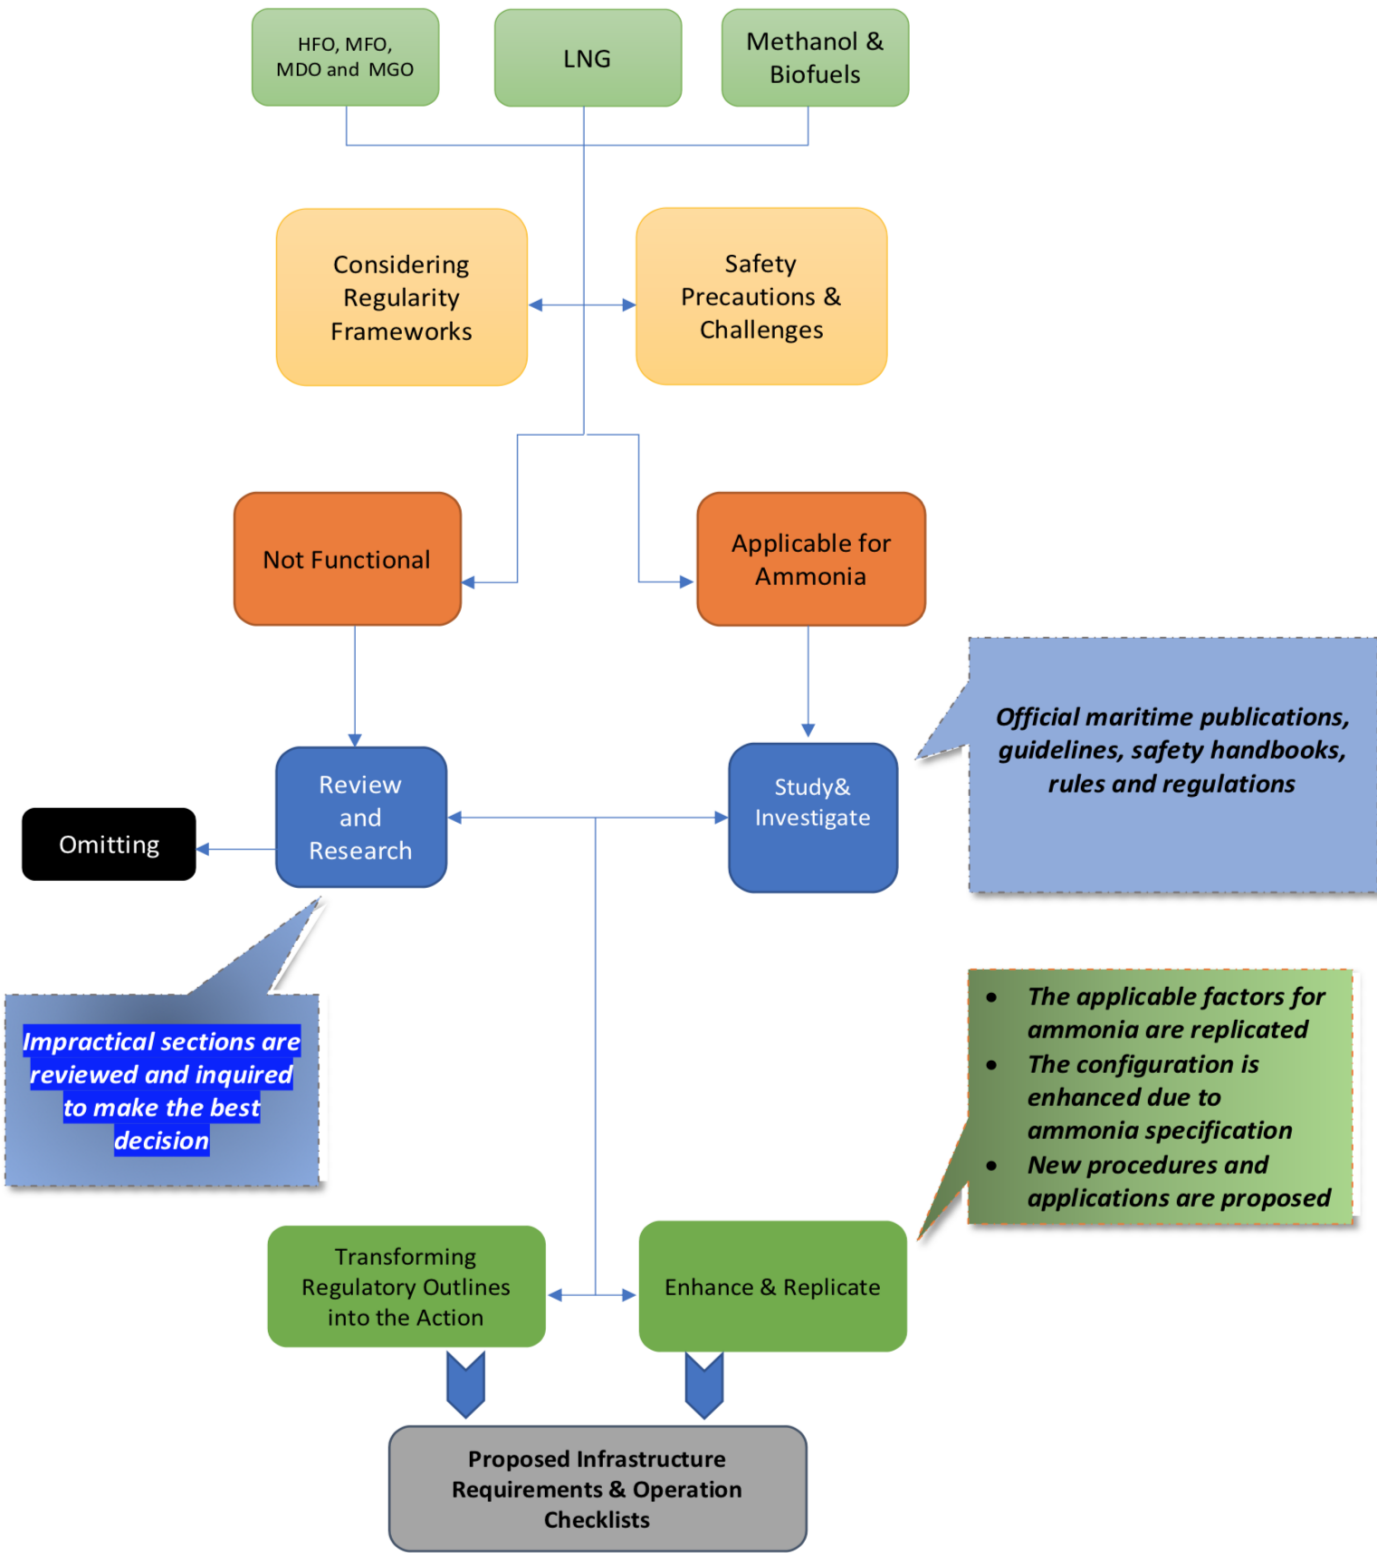 HFO, MFO,
MDO and MGO
LNG
Methanol &
Biofuels
Considering
Regularity
Frameworks
Safety
Precautions &
Challenges
Not Functional
Applicable for
Ammonia
Official maritime publications,
guidelines, safety handbooks,
rules and regulations
Review
and
Research
Study&
Investigate
Omitting
Impractical sections are
reviewed and inquired
to make the best
decision
• The applicable factors for
ammonia are replicated
• The configuration is
enhanced due to
ammonia specification
• New procedures and
applications are proposed
Transforming
Regulatory Outlines
into the Action
Enhance & Replicate
Proposed Infrastructure
Requirements & Operation
Checklists